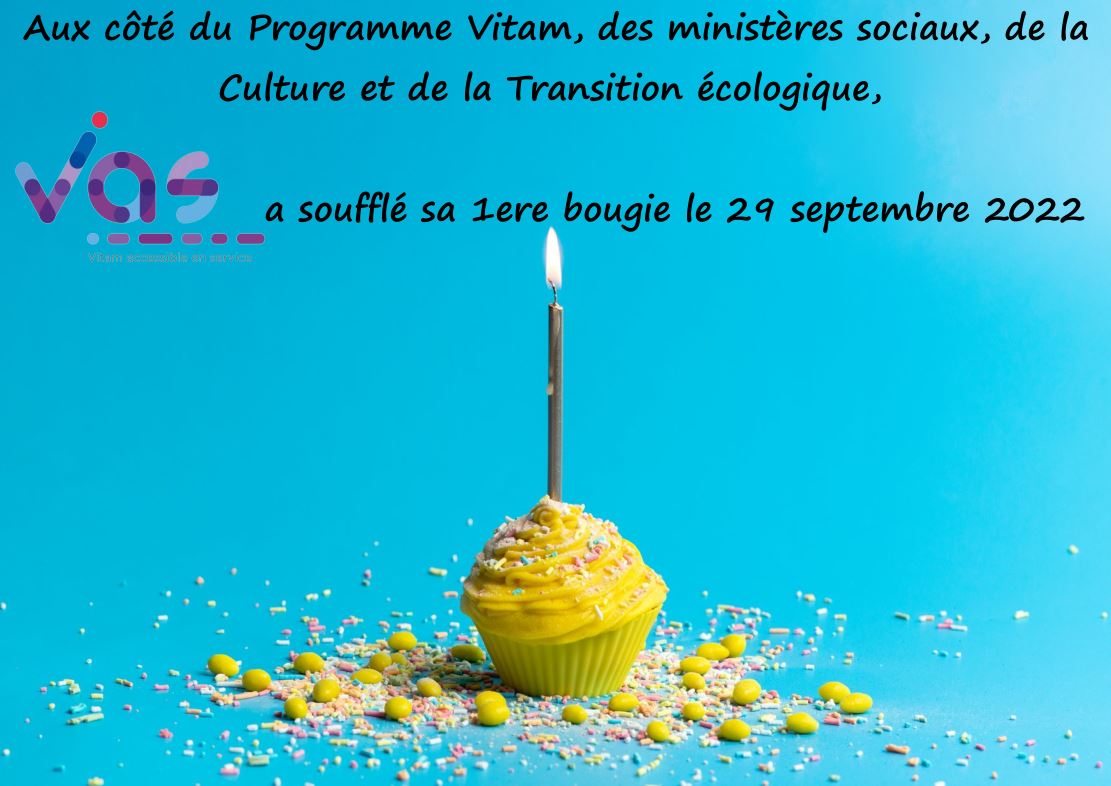 Aux côté du Programme Vitam, des ministères sociaux, de la
Culture et de la Transition écologique,
vas
a soufflé sa 1ere bougie le 29 septembre 2022
Vitam accessible en service